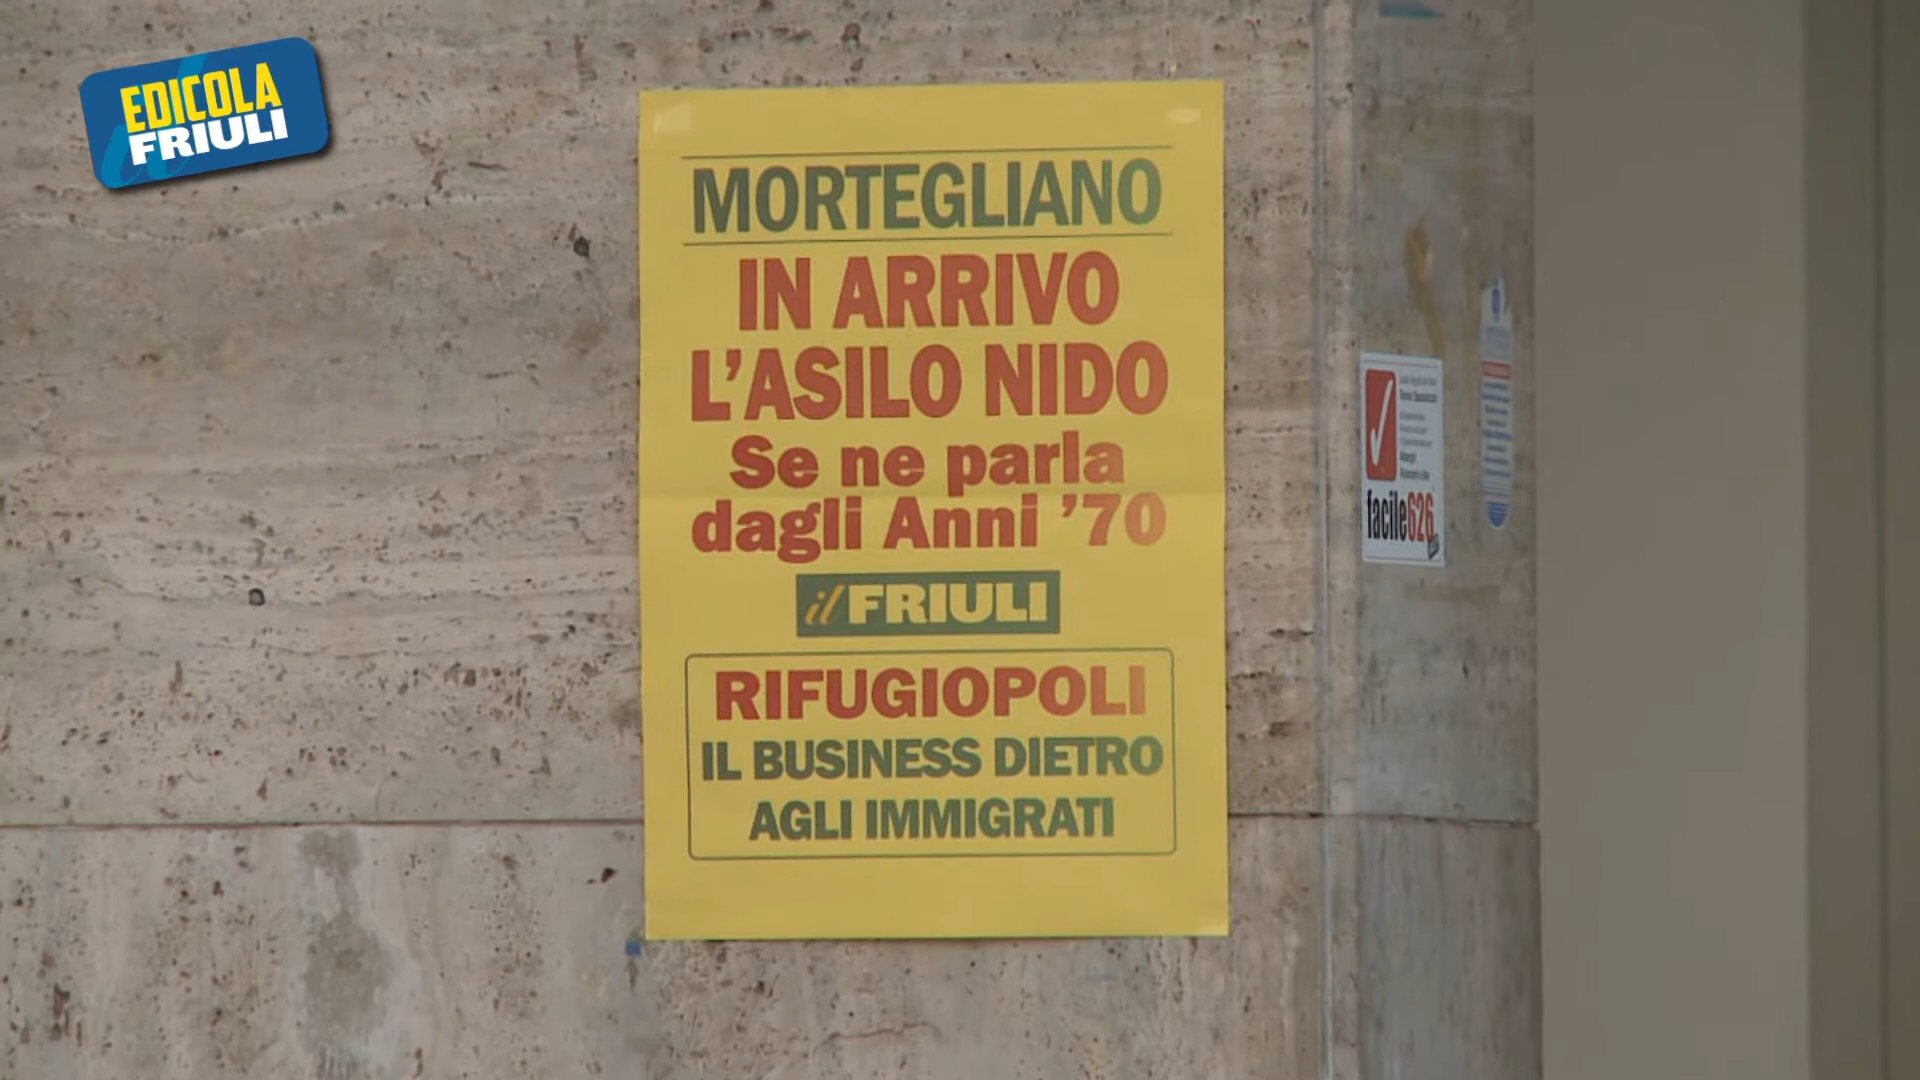 EDICOLA
FRIULI
MORTEGLIANO
IN ARRIVO
L'ASILO NIDO
Se ne parla
dagli Anni '70
il FRIULI
RIFUGIOPOLI
IL BUSINESS DIETRO
AGLI IMMIGRATI
facile626